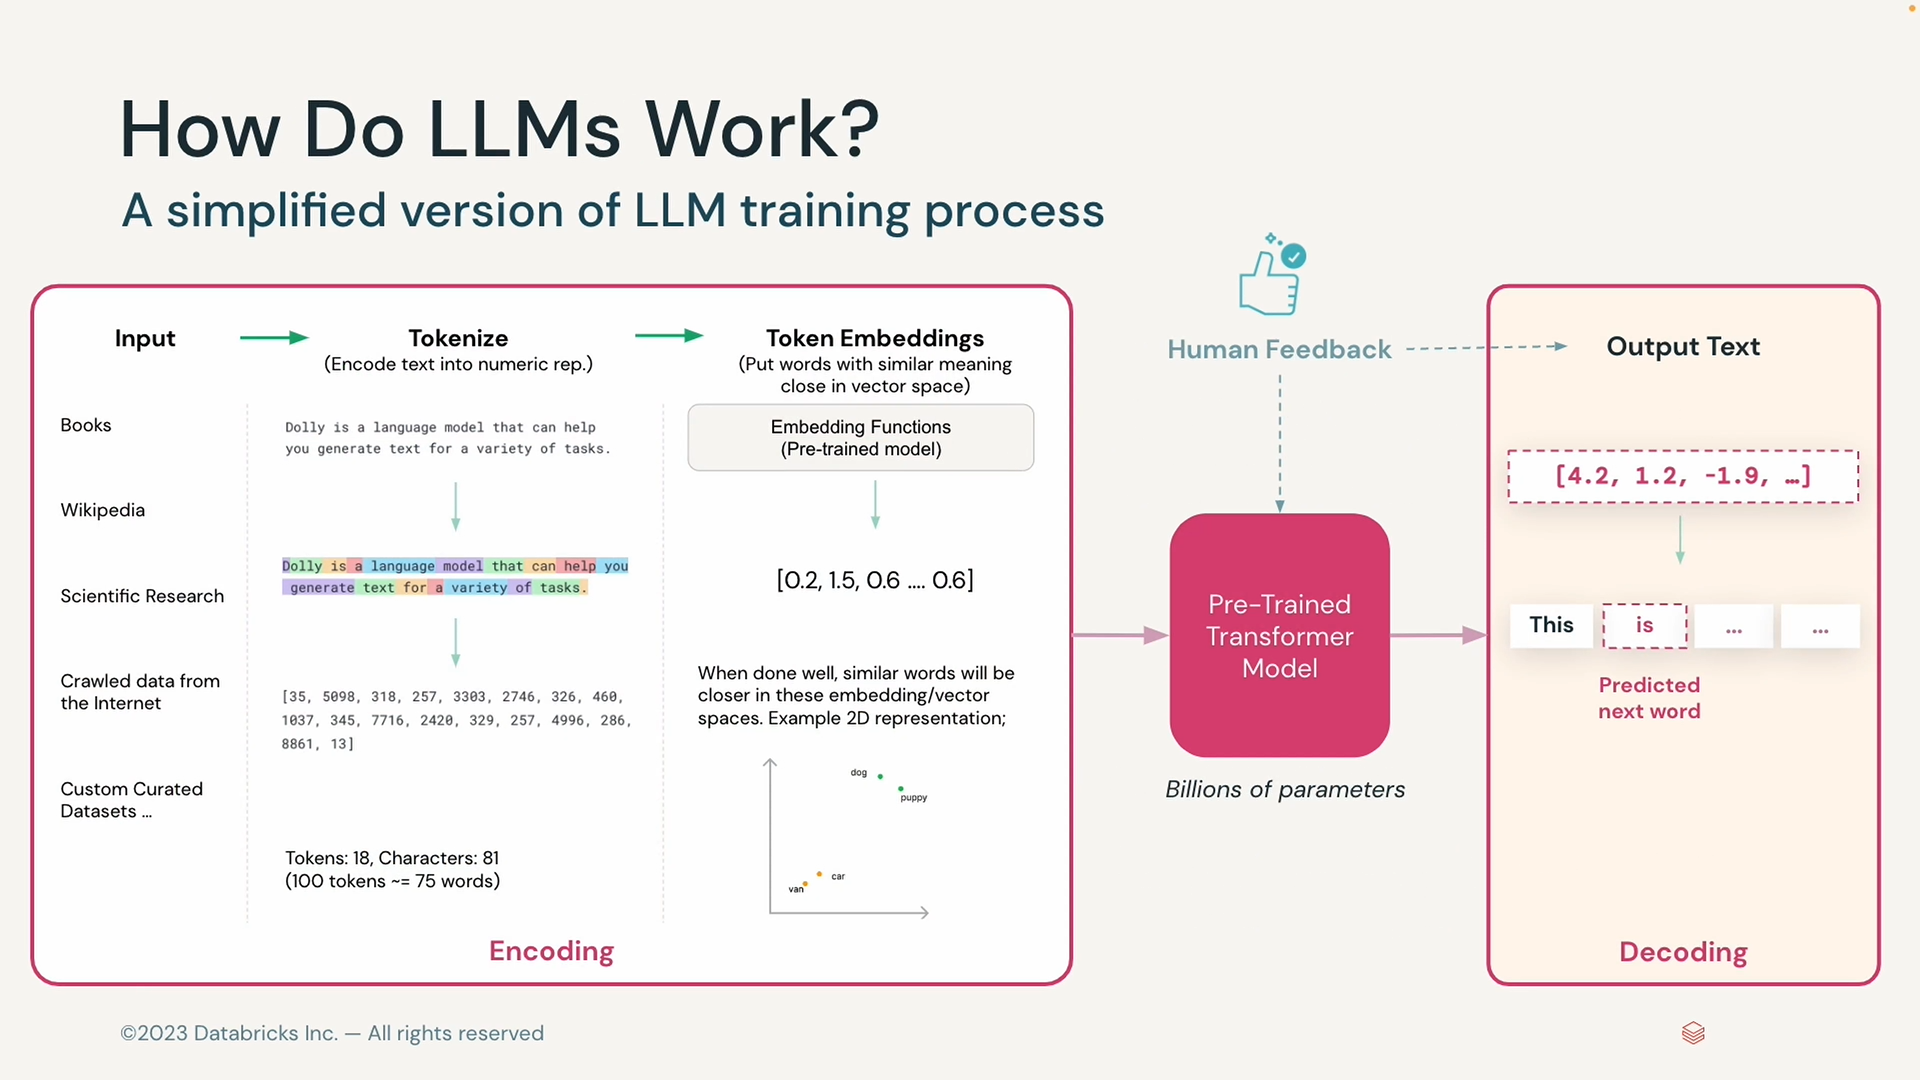 How Do LLMs Work?
A simplified version of LLM training process
Input
Tokenize
(Encode text into numeric rep.)
Token Embeddings
(Put words with similar meaning
close in vector space)
Books
Wikipedia
Scientific Research
Crawled data from
the Internet
Custom Curated
Datasets ...
Dolly is a language model that can help
you generate text for a variety of tasks.
Dolly is a language model that can help you
generate text for a variety of tasks.
[35, 5098, 318, 257, 3303, 2746, 326, 460,
1037, 345, 7716, 2420, 329, 257, 4996, 286,
8861, 13]
Tokens: 18, Characters: 81
(100 tokens ~= 75 words)
Embedding Functions
(Pre-trained model)
[0.2, 1.5, 0.6 .... 0.6]
When done well, similar words will be
closer in these embedding/vector
spaces. Example 2D representation;
dog
puppy
car
van
Encoding
Human Feedback
Pre-Trained
Transformer
Model
Billions of parameters
Output Text
[4.2, 1.2, -1.9, …]
This is ... ...
Predicted
next word
Decoding
©2023 Databricks Inc. — All rights reserved